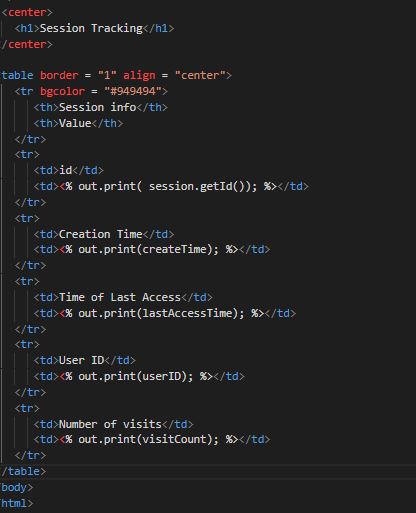 <center>
<h1>Session Tracking</h1>
/center>
table border = "1" align = "center">
<tr bgcolor = "#949494">
<th>Session info</th>
<th>Value</th>
</tr>
<tr>
<td>id</td>
<td><% out.print( session.getId()); %></td>
</tr>
<tr>
<td>Creation Time</td>
<td><% out.print(createTime); %></td>
</tr>
<tr>
<td>Time of Last Access</td>
<td><% out.print(lastAccessTime); %></td>
</tr>
<tr>
<td>User ID</td>
<td><% out.print(userID); %></td>
</tr>
<tr>
<td>Number of visits</td>
<td><% out.print(visitCount); %></td>
</tr>
/table>
body>
html>